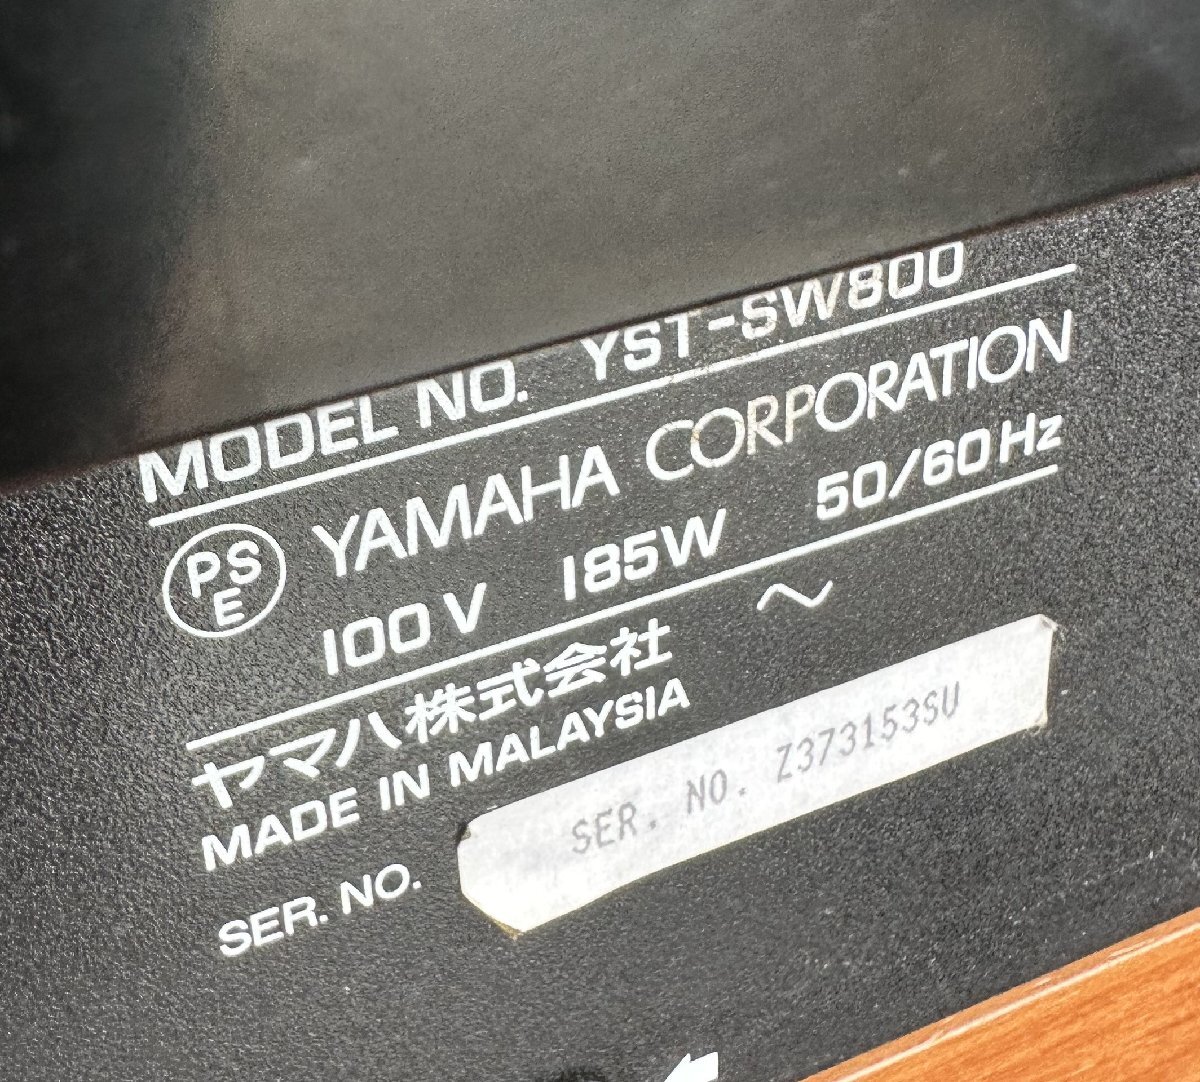 MODEL NO. YST-SW800
PS
E
YAMAHA CORPORATION
100V 185W 50/60Hz
~
ヤマハ株式会社
MADE IN MALAYSIA
SER. NO.
SER. NO. Z373153SU